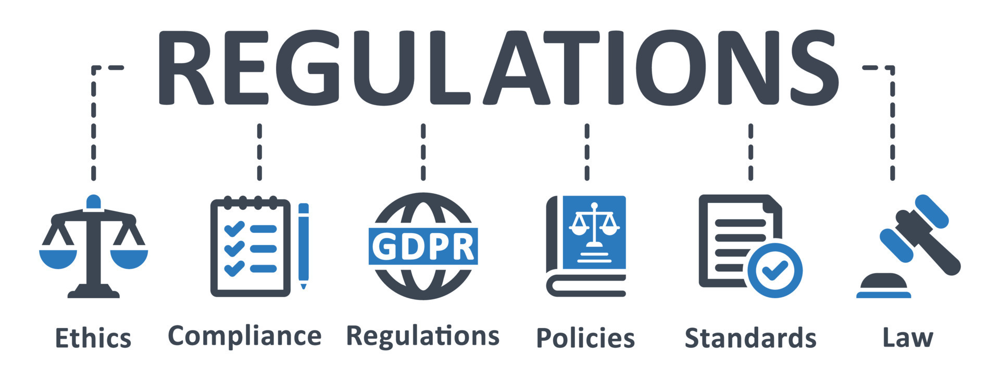 REGULATIONS
GDPR
Ethics
Compliance
Regulations
Policies
Standards
Law